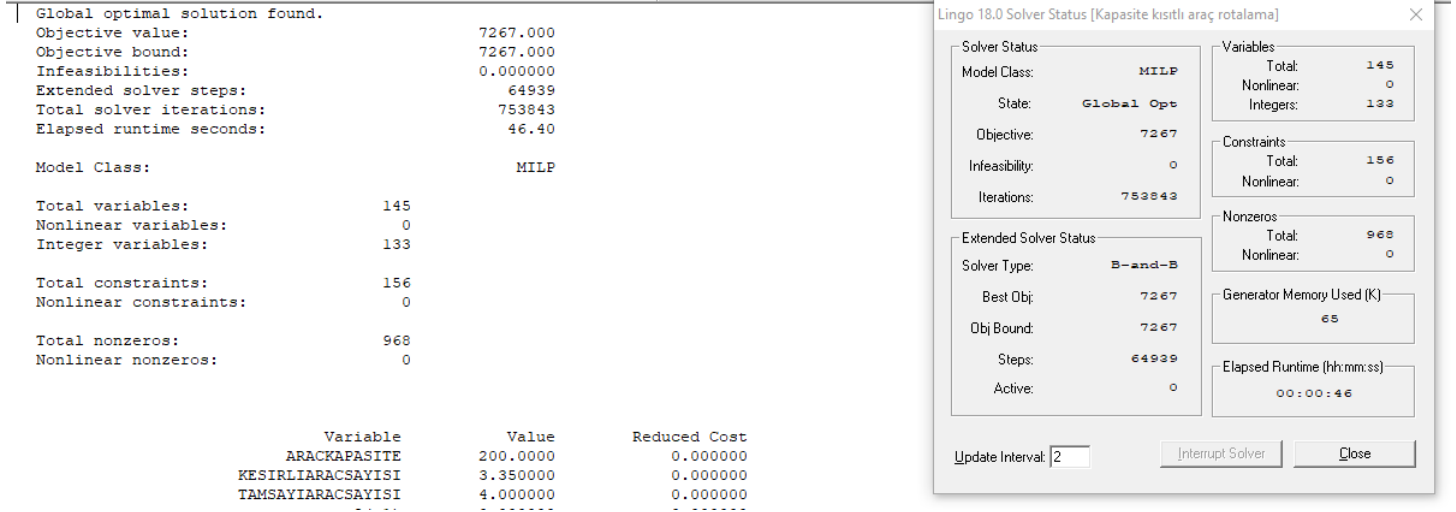 Global optimal solution found.
Objective value: 7267.000
Objective bound: 7267.000
Infeasibilities: 0.000000
Extended solver steps: 64939
Total solver iterations: 753843
Elapsed runtime seconds: 46.40
Model Class: MILP
Total variables: 145
Nonlinear variables: 0
Integer variables: 133
Total constraints: 156
Nonlinear constraints: 0
Total nonzeros: 968
Nonlinear nonzeros: 0
Variable Value Reduced Cost
ARACKAPASITE 200.0000 0.000000
KESIRLIARACSAYISI 3.350000 0.000000
TAMSAYIARACSAYISI 4.000000 0.000000
Lingo 18.0 Solver Status [Kapasite kısıtlı araç rotalama]
Solver Status
Model Class: MILP
State: Global Opt
Objective: 7267
Infeasibility: 0
Iterations: 753843
Extended Solver Status
Solver Type: B-and-B
Best Obj: 7267
Obj Bound: 7267
Steps: 64939
Active: 0
Variables
Total: 145
Nonlinear: 0
Integers: 133
Constraints
Total: 156
Nonlinear: 0
Nonzeros
Total: 968
Nonlinear: 0
Generator Memory Used (K)
65
Elapsed Runtime (hh:mm:ss)
00:00:46
Update Interval: 2
Interrupt Solver
Close